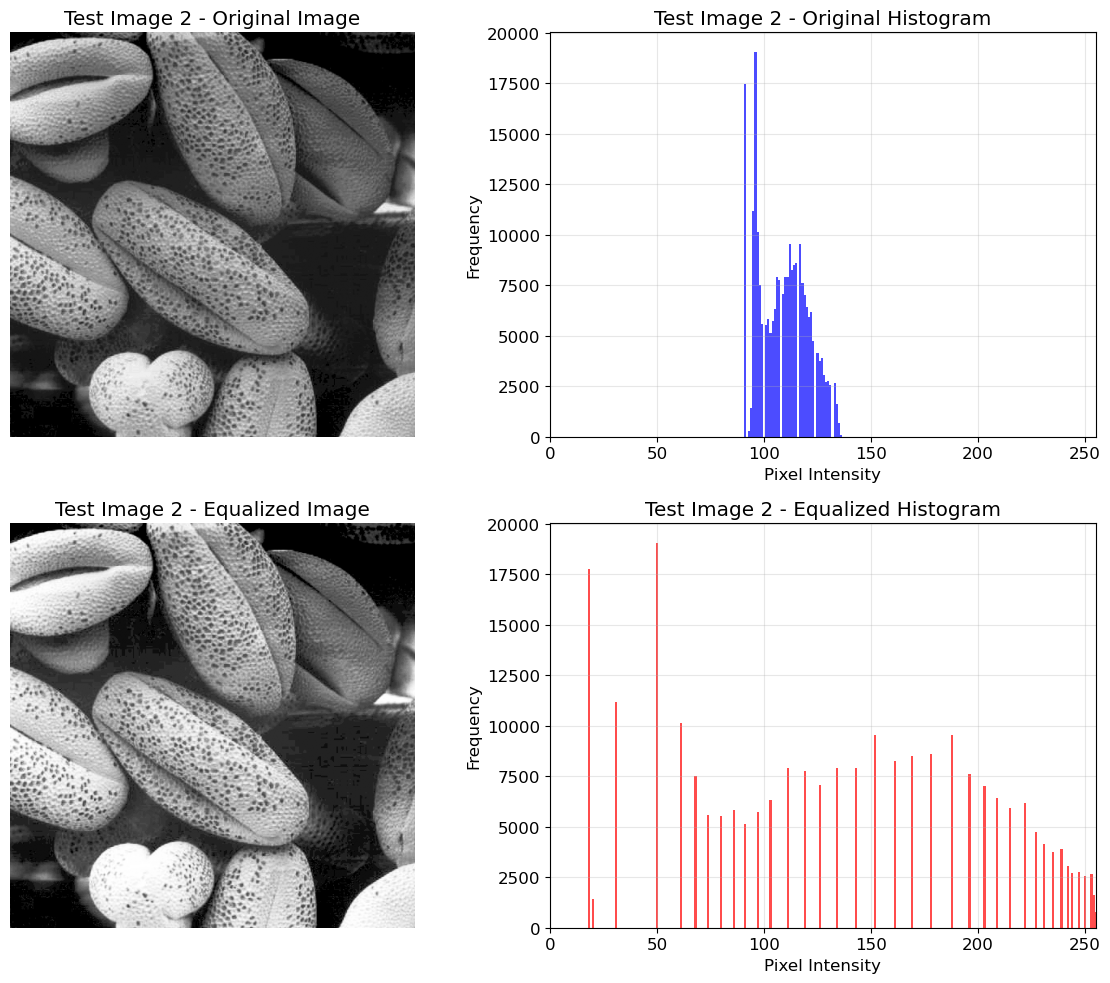 Test Image 2 - Original Image
Test Image 2 - Original Histogram
20000
17500
15000
12500
10000
7500
5000
2500
0
Frequency
0 50 100 150 200 250
Pixel Intensity
Test Image 2 - Equalized Image
Test Image 2 - Equalized Histogram
20000
17500
15000
12500
10000
7500
5000
2500
0
Frequency
0 50 100 150 200 250
Pixel Intensity